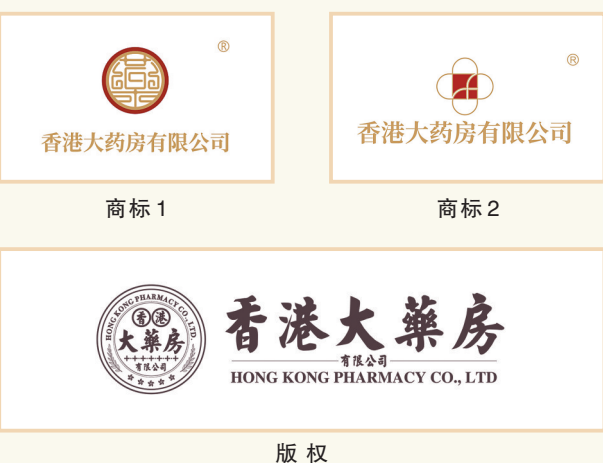 ®
香港大药房有限公司
商标1
®
香港大药房有限公司
商标2
HONG KONG PHARMACY CO., LTD.
香港
大藥房
有限公司
香港大藥房
有限公司
HONG KONG PHARMACY CO., LTD
版权